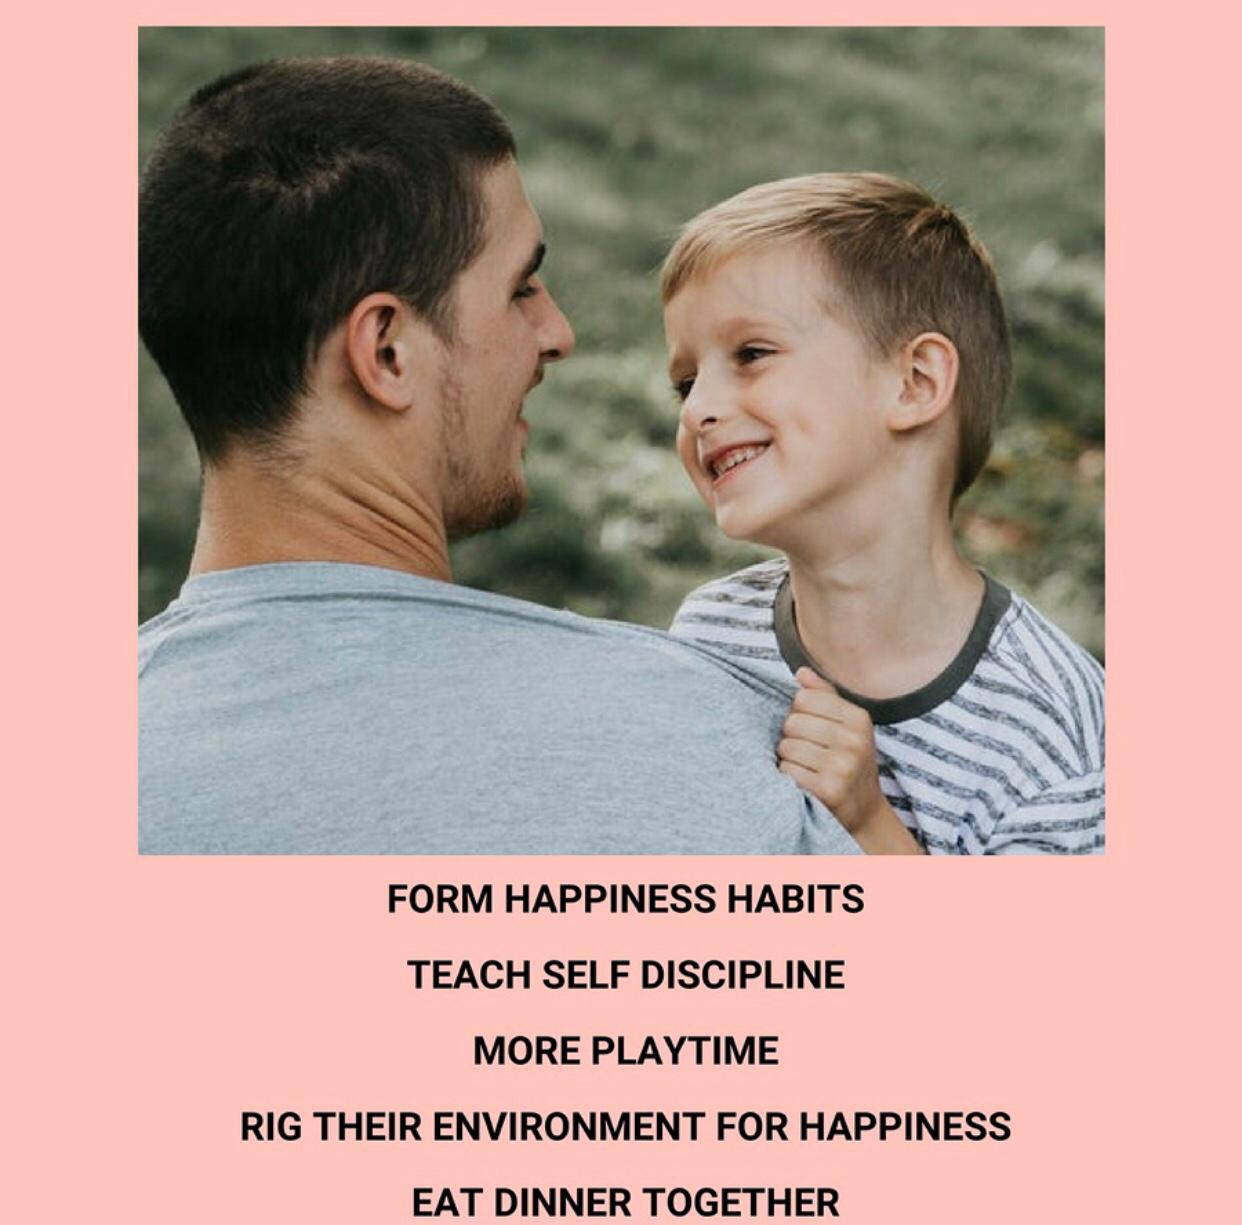 FORM HAPPINESS HABITS
TEACH SELF DISCIPLINE
MORE PLAYTIME
RIG THEIR ENVIRONMENT FOR HAPPINESS
EAT DINNER TOGETHER